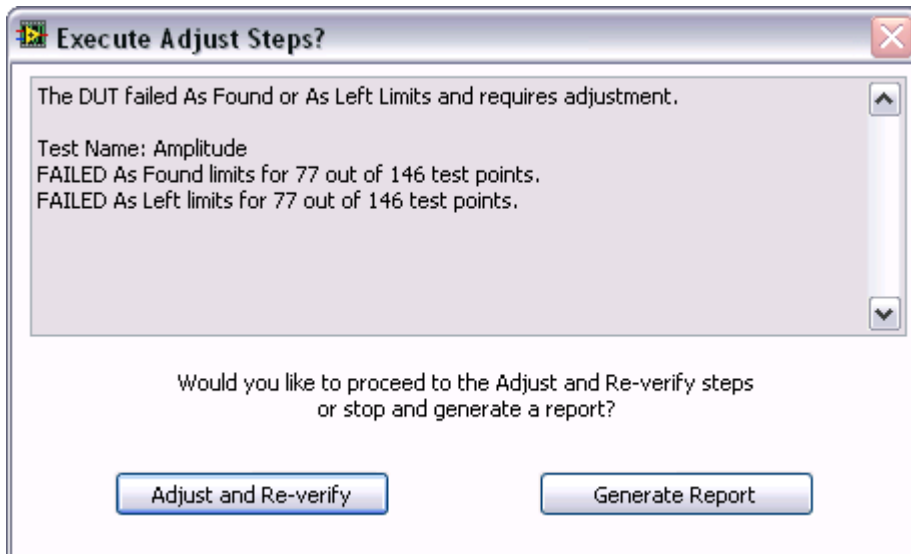 Execute Adjust Steps?
The DUT failed As Found or As Left Limits and requires adjustment.
Test Name: Amplitude
FAILED As Found limits for 77 out of 146 test points.
FAILED As Left limits for 77 out of 146 test points.
Would you like to proceed to the Adjust and Re-verify steps
or stop and generate a report?
Adjust and Re-verify
Generate Report